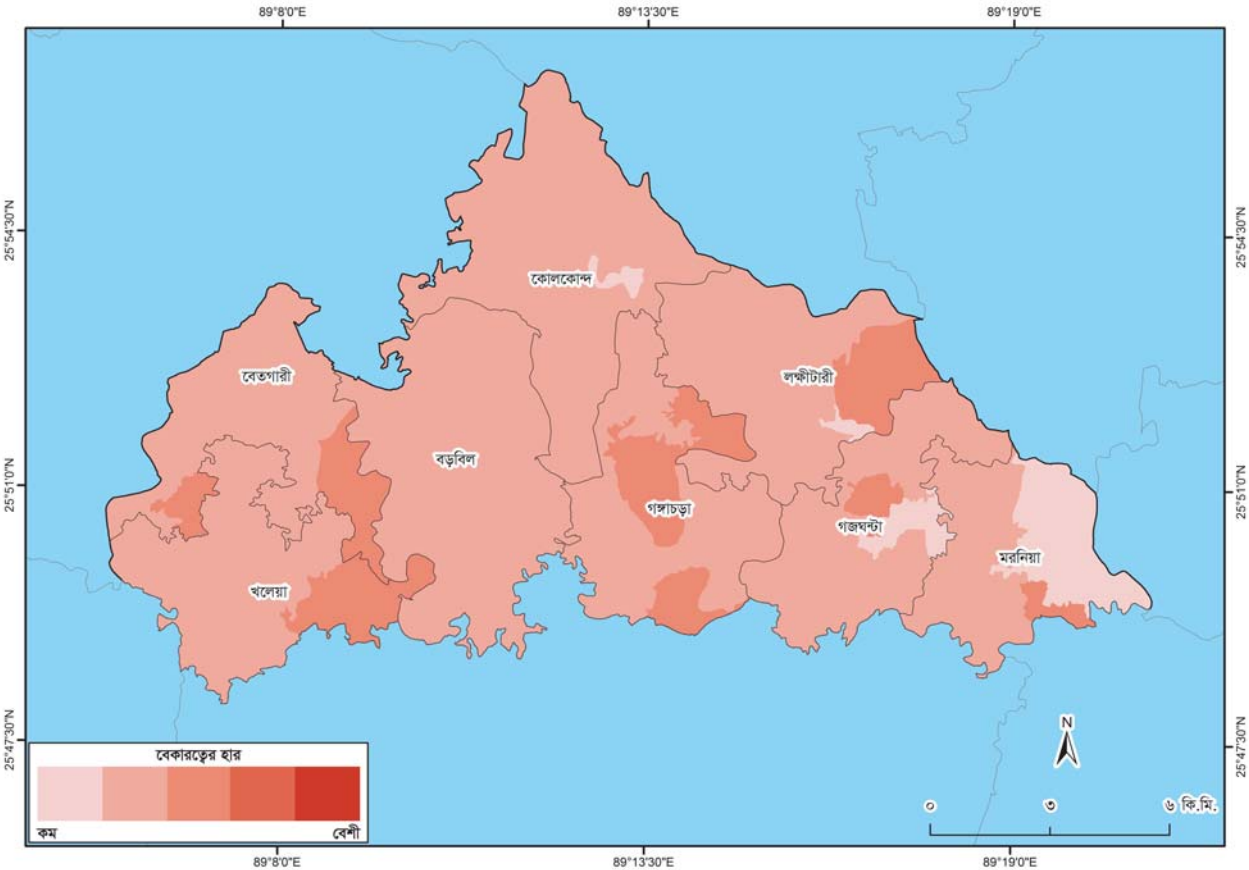 89°8'0"E
89°13'30"E
89°19'0"E
25°54'30"N
25°54'30"N
কোলকোন্দ
বেতগারী
লক্ষীটারী
বড়বিল
25°51'0"N
25°51'0"N
গঙ্গাচড়া
গজঘন্টা
মরনিয়া
খলেয়া
25°47'30"N
25°47'30"N
N
বেকারত্বের হার
কম
বেশী
০
৩
৬ কি.মি.
89°8'0"E
89°13'30"E
89°19'0"E